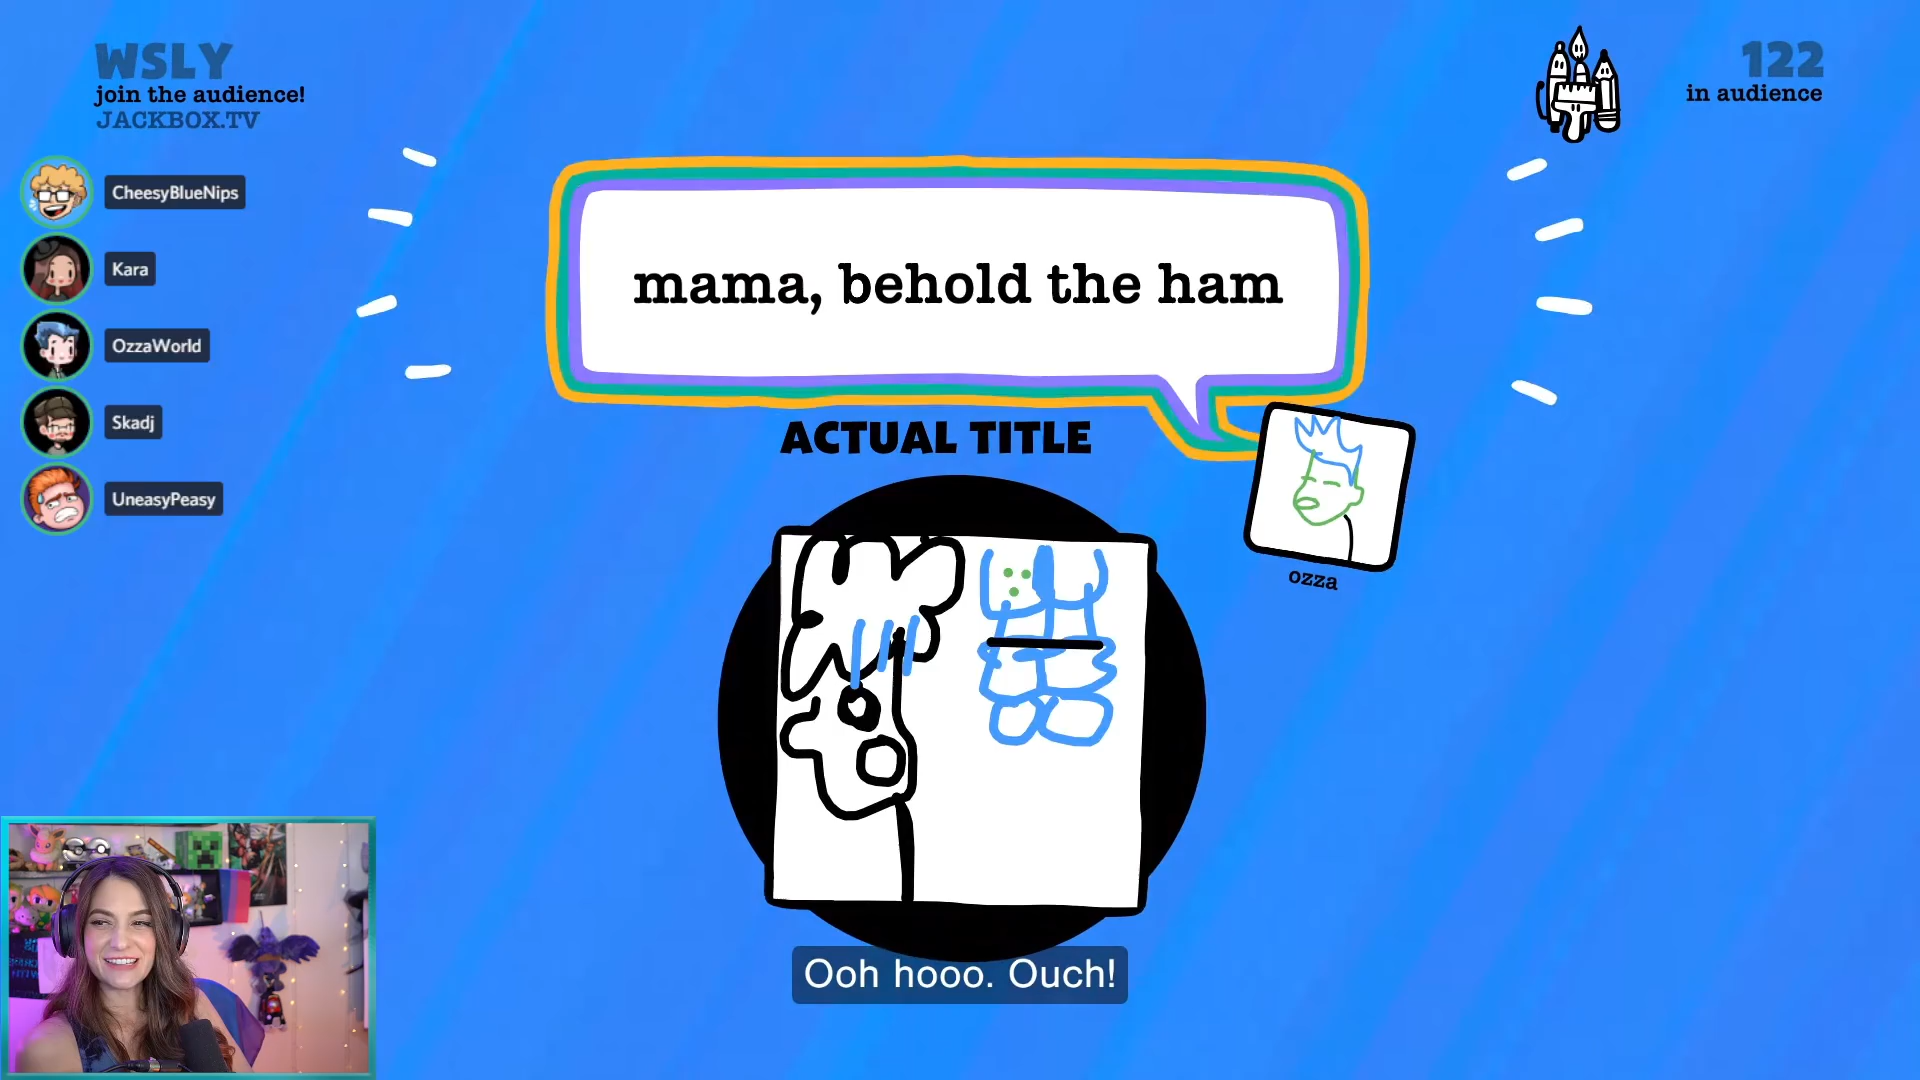 WSLY
join the audience!
JACKBOX.TV
122
in audience
CheesyBlueNips
Kara
OzzaWorld
Skadj
UneasyPeasy
mama, behold the ham
ACTUAL TITLE
ozza
Ooh hooo. Ouch!